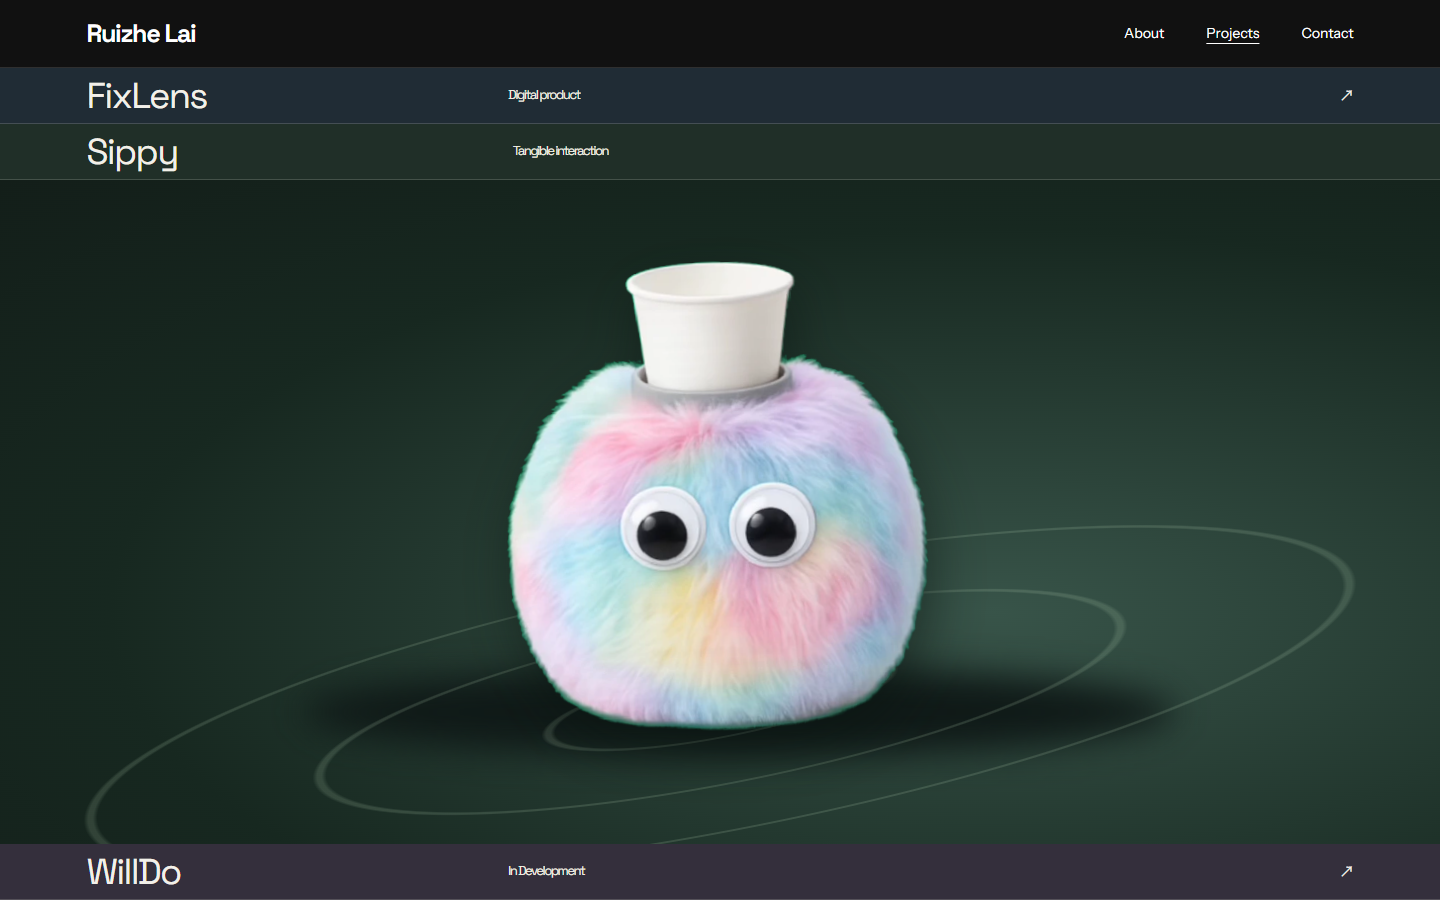 Ruizhe Lai
About Projects Contact
FixLens Digital product ↗
Sippy Tangible interaction
WillDo In Development ↗